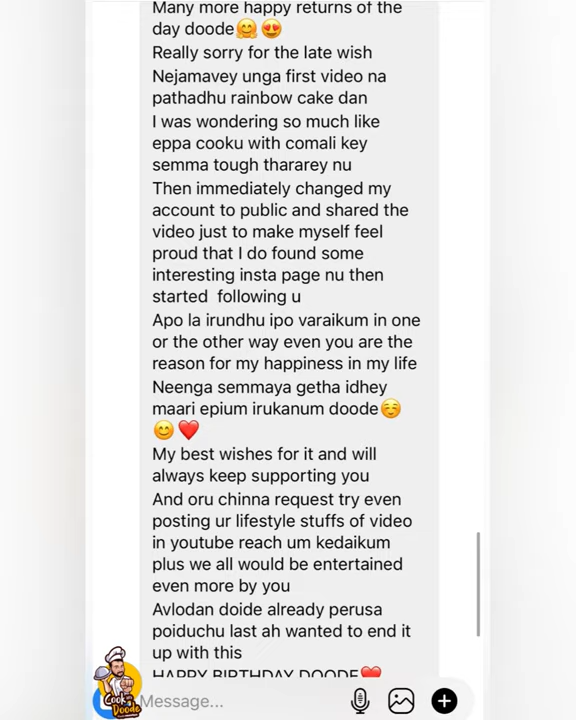 Many more happy returns of the
day doode🤗😍
Really sorry for the late wish
Nejamavey unga first video na
pathadhu rainbow cake dan
I was wondering so much like
eppa cooku with comali key
semma tough thararey nu
Then immediately changed my
account to public and shared the
video just to make myself feel
proud that I do found some
interesting insta page nu then
started following u
Apo la irundhu ipo varaikum in one
or the other way even you are the
reason for my happiness in my life
Neenga semmaya getha idhey
maari epium irukanum doode☺️
😊❤️
My best wishes for it and will
always keep supporting you
And oru chinna request try even
posting ur lifestyle stuffs of video
in youtube reach um kedaikum
plus we all would be entertained
even more by you
Avlodan doide already perusa
poiduchu last ah wanted to end it
up with this
HAPPY BIRTHDAY DOODE❤️
Message...
Cook
Doode